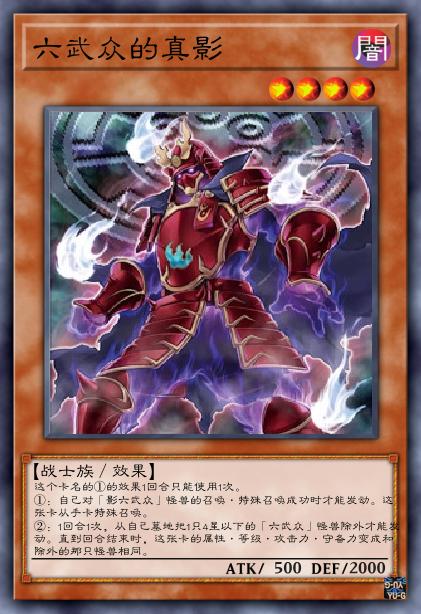 六武众的真影
闇
【战士族／效果】
这个卡名的①的效果1回合只能使用1次。
①：自己对「影六武众」怪兽的召唤·特殊召唤成功时才能发动。这
张卡从手卡特殊召唤。
②：1回合1次，从自己墓地把1只4星以下的「六武众」怪兽除外才能发
动。直到回合结束时，这张卡的属性·等级·攻击力·守备力变成和
除外的那只怪兽相同。
ATK/ 500 DEF/2000